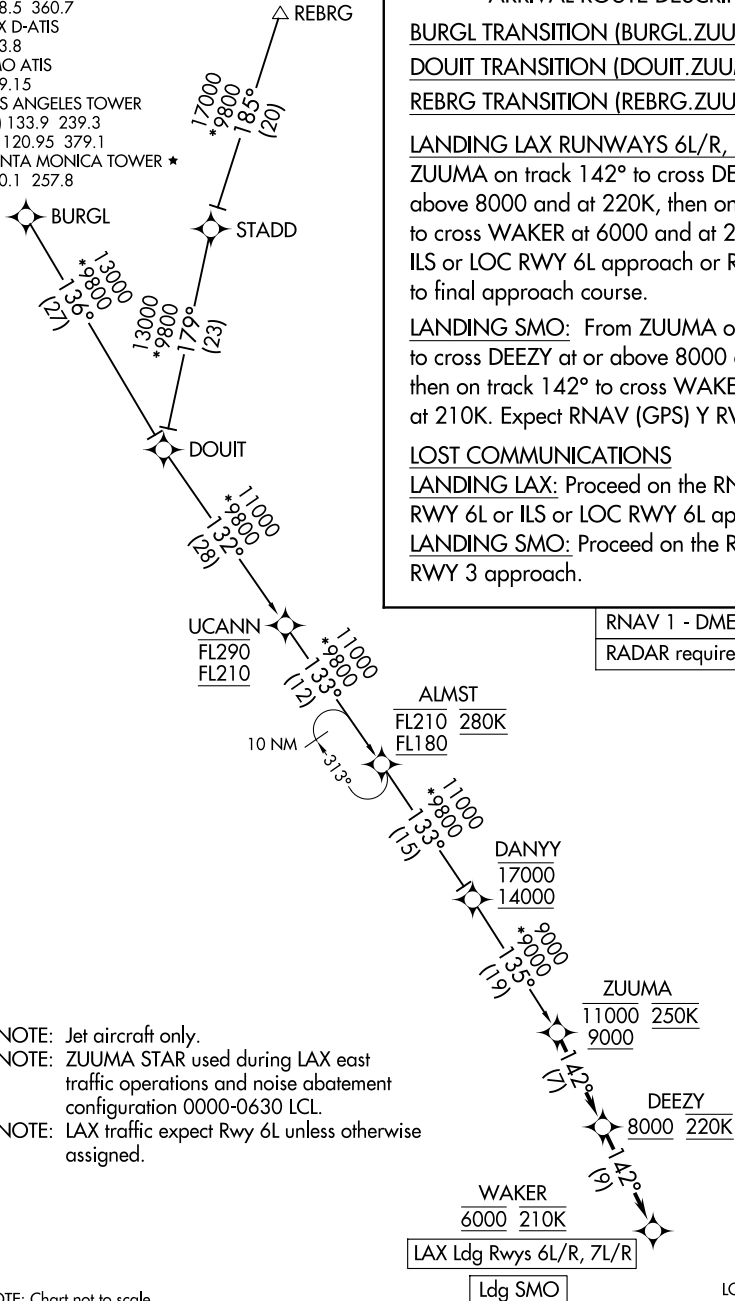 8.5 360.7
X D-ATIS
3.8
MO ATIS
9.15
S ANGELES TOWER
) 133.9 239.3
120.95 379.1
NTA MONICA TOWER ★
0.1 257.8
REBRG
17000
*9800
185°
(20)
BURGL
STADD
13000
*9800
136°
(27)
13000
*9800
179°
(23)
DOUIT
11000
*9800
132°
(28)
UCANN
FL290
FL210
11000
*9800
133°
(12)
ALMST
FL210 280K
FL180
10 NM
313°
11000
*9800
133°
(15)
DANYY
17000
14000
9000
*9000
135°
(19)
ZUUMA
11000 250K
9000
142°
(7)
DEEZY
8000 220K
142°
(9)
WAKER
6000 210K
LAX Ldg Rwys 6L/R, 7L/R
Ldg SMO
BURGL TRANSITION (BURGL.ZUU
DOUIT TRANSITION (DOUIT.ZUU
REBRG TRANSITION (REBRG.ZUU
LANDING LAX RUNWAYS 6L/R,
ZUUMA on track 142° to cross DE
above 8000 and at 220K, then on
to cross WAKER at 6000 and at 2
ILS or LOC RWY 6L approach or R
to final approach course.
LANDING SMO: From ZUUMA o
to cross DEEZY at or above 8000
then on track 142° to cross WAKE
at 210K. Expect RNAV (GPS) Y RV
LOST COMMUNICATIONS
LANDING LAX: Proceed on the RN
RWY 6L or ILS or LOC RWY 6L ap
LANDING SMO: Proceed on the R
RWY 3 approach.
RNAV 1 - DME
RADAR require
NOTE: Jet aircraft only.
NOTE: ZUUMA STAR used during LAX east
traffic operations and noise abatement
configuration 0000-0630 LCL.
NOTE: LAX traffic expect Rwy 6L unless otherwise
assigned.
LO